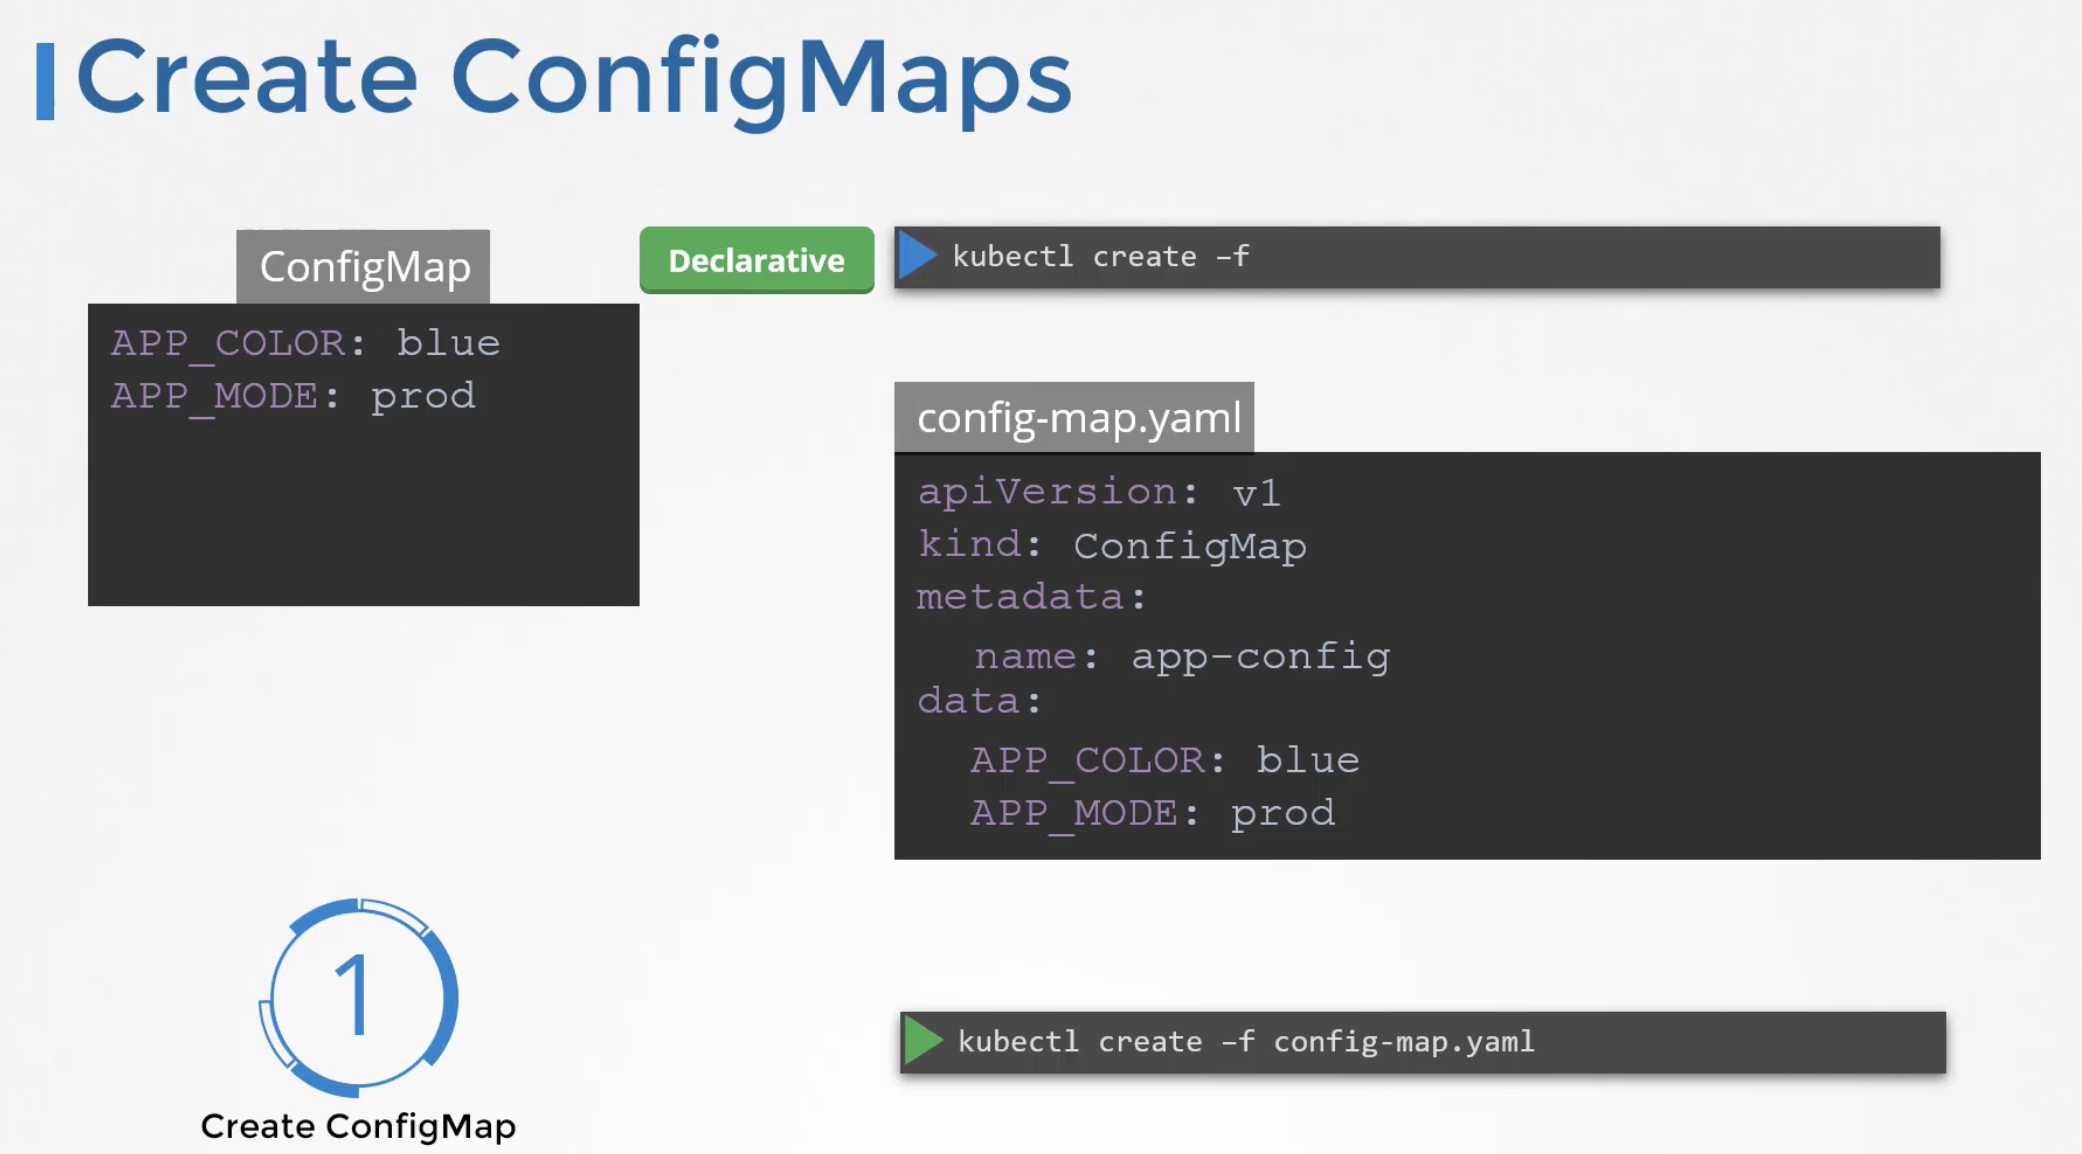 Create ConfigMaps
ConfigMap
APP_COLOR: blue
APP_MODE: prod
Declarative
kubectl create –f
config-map.yaml
apiVersion: v1
kind: ConfigMap
metadata:
name: app-config
data:
APP_COLOR: blue
APP_MODE: prod
1
Create ConfigMap
kubectl create –f config-map.yaml